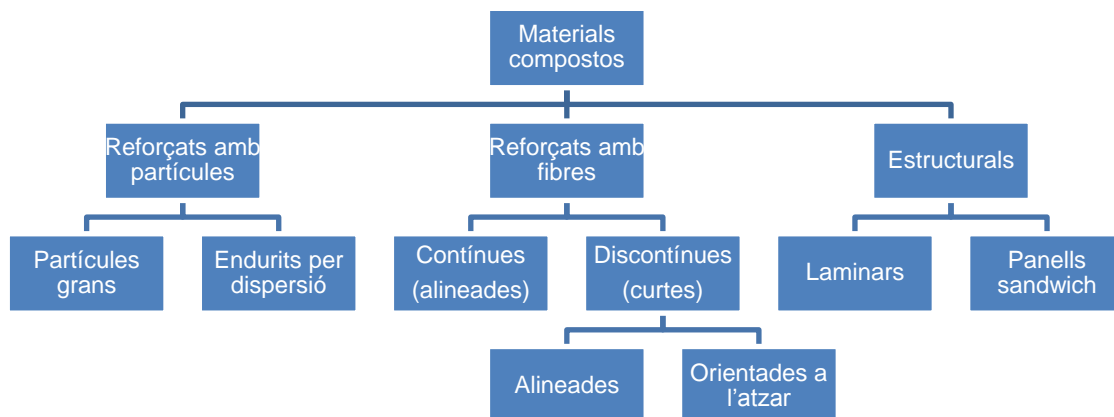 Materials
compostos
Reforçats amb
partícules
Reforçats amb
fibres
Estructurals
Partícules
grans
Endurits per
dispersió
Contínues
(alineades)
Discontínues
(curtes)
Laminars
Panells
sandwich
Alineades
Orientades a
l’atzar